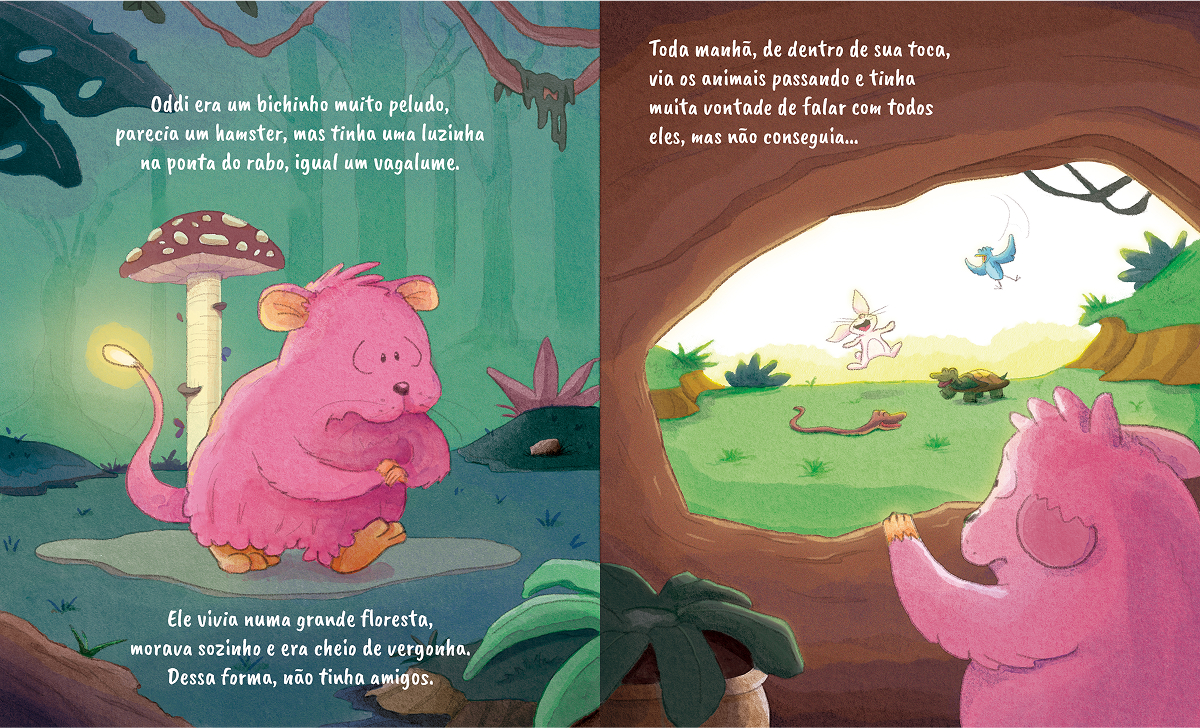 Oddi era um bichinho muito peludo,
parecia um hamster, mas tinha uma luzinha
na ponta do rabo, igual um vagalume.
Ele vivia numa grande floresta,
morava sozinho e era cheio de vergonha.
Dessa forma, não tinha amigos.
Toda manhã, de dentro de sua toca,
via os animais passando e tinha
muita vontade de falar com todos
eles, mas não conseguia...